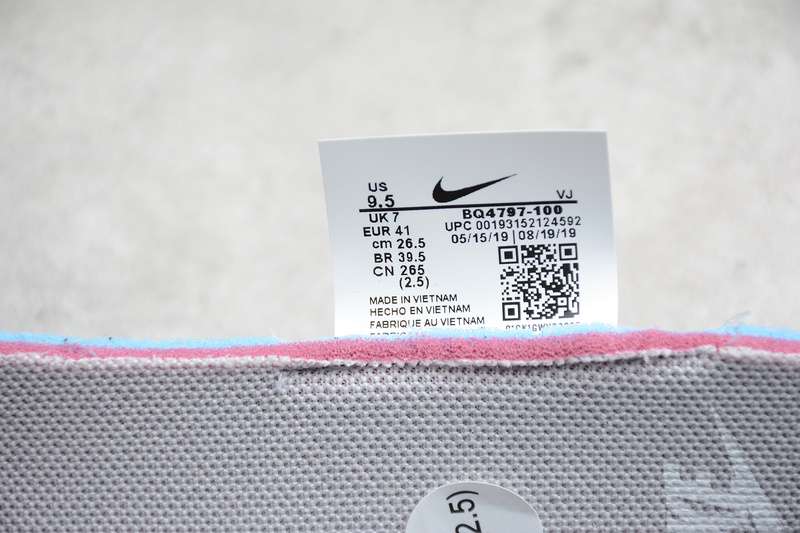 US
9.5
VJ
UK 7
BQ4797-100
EUR 41
UPC 00193152124592
cm 26.5
05/15/19 | 08/19/19
BR 39.5
CN 265
(2.5)
MADE IN VIETNAM
HECHO EN VIETNAM
FABRIQUE AU VIETNAM
2.5)